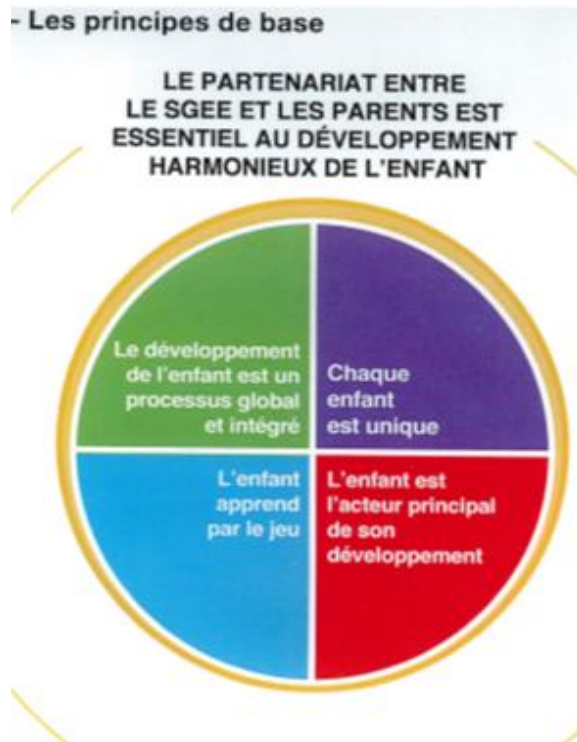 - Les principes de base
LE PARTENARIAT ENTRE
LE SGEE ET LES PARENTS EST
ESSENTIEL AU DÉVELOPPEMENT
HARMONIEUX DE L'ENFANT
Le développement
de l'enfant est un
processus global
et intégré
Chaque
enfant
est unique
L'enfant
apprend
par le jeu
L'enfant est
l'acteur principal
de son
développement